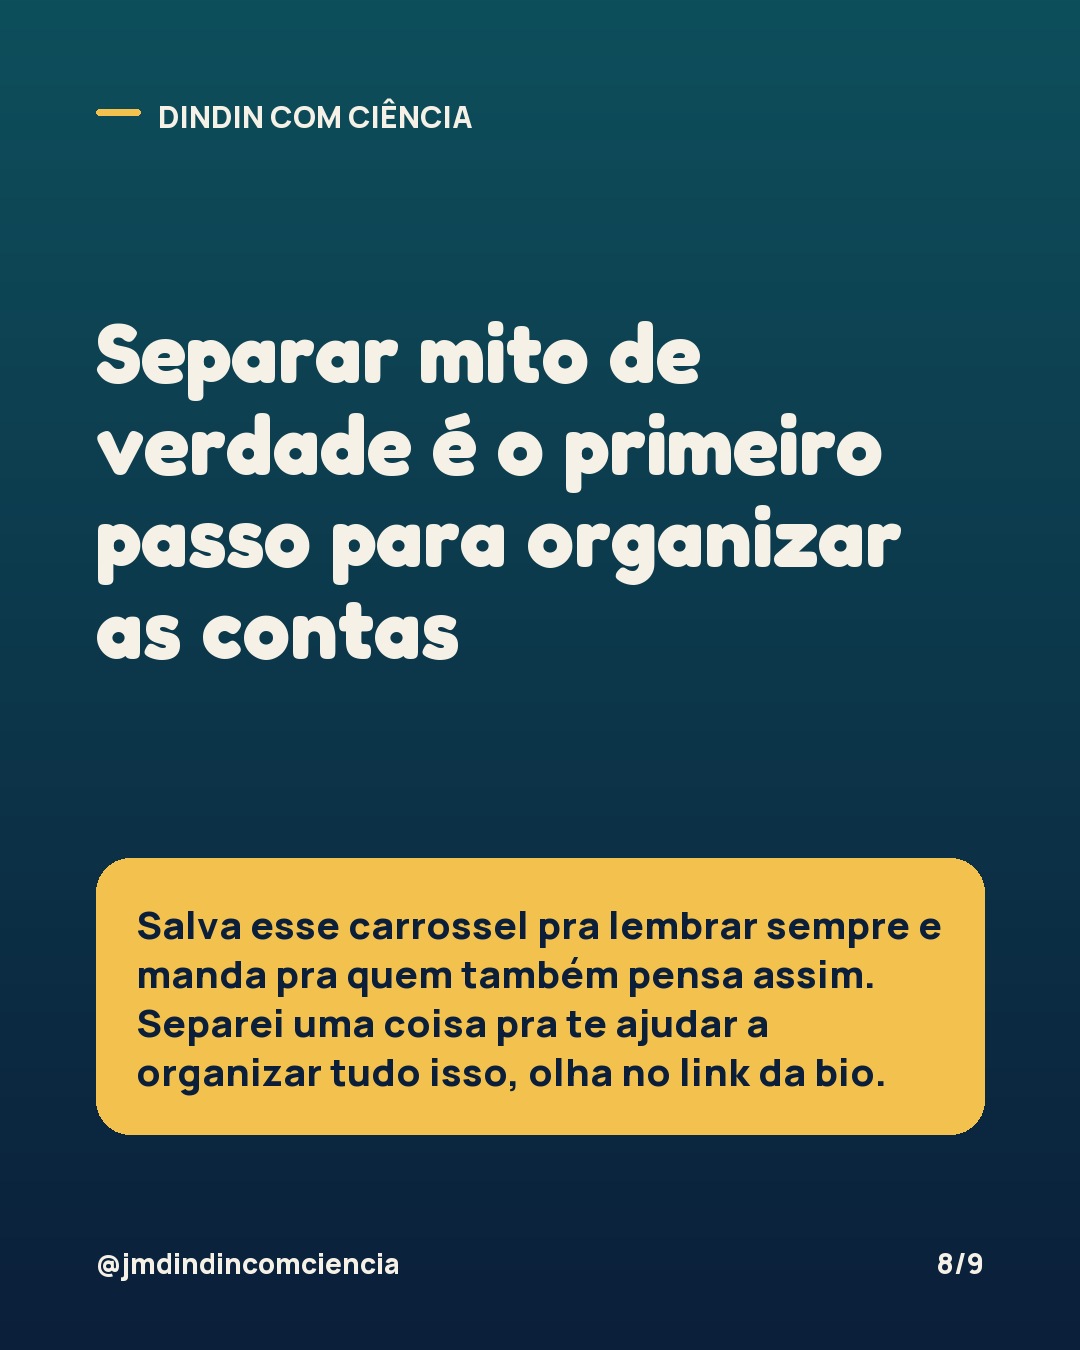 DINDIN COM CIÊNCIA
Separar mito de
verdade é o primeiro
passo para organizar
as contas
Salva esse carrossel pra lembrar sempre e
manda pra quem também pensa assim.
Separei uma coisa pra te ajudar a
organizar tudo isso, olha no link da bio.
@jmdindincomciencia
8/9